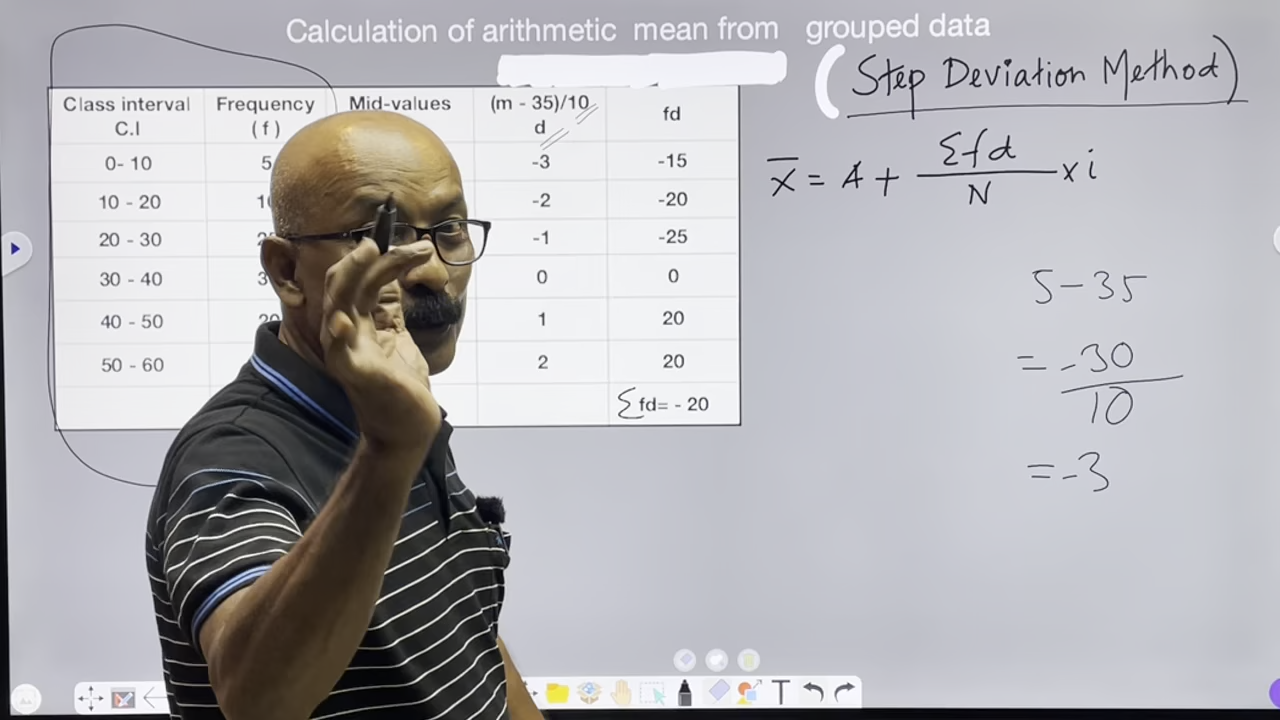 Calculation of arithmetic mean from grouped data
(Step Deviation Method)
Class interval C.I Frequency (f) Mid-values (m - 35)/10 d fd
0- 10 5 -3 -15
10 - 20 -2 -20
20 - 30 -1 -25
30 - 40 0 0
40 - 50 20 1 20
50 - 60 2 20
∑fd= - 20
x̄ = A + ∑fd / N × i
5 - 35
= -30 / 10
= -3
T